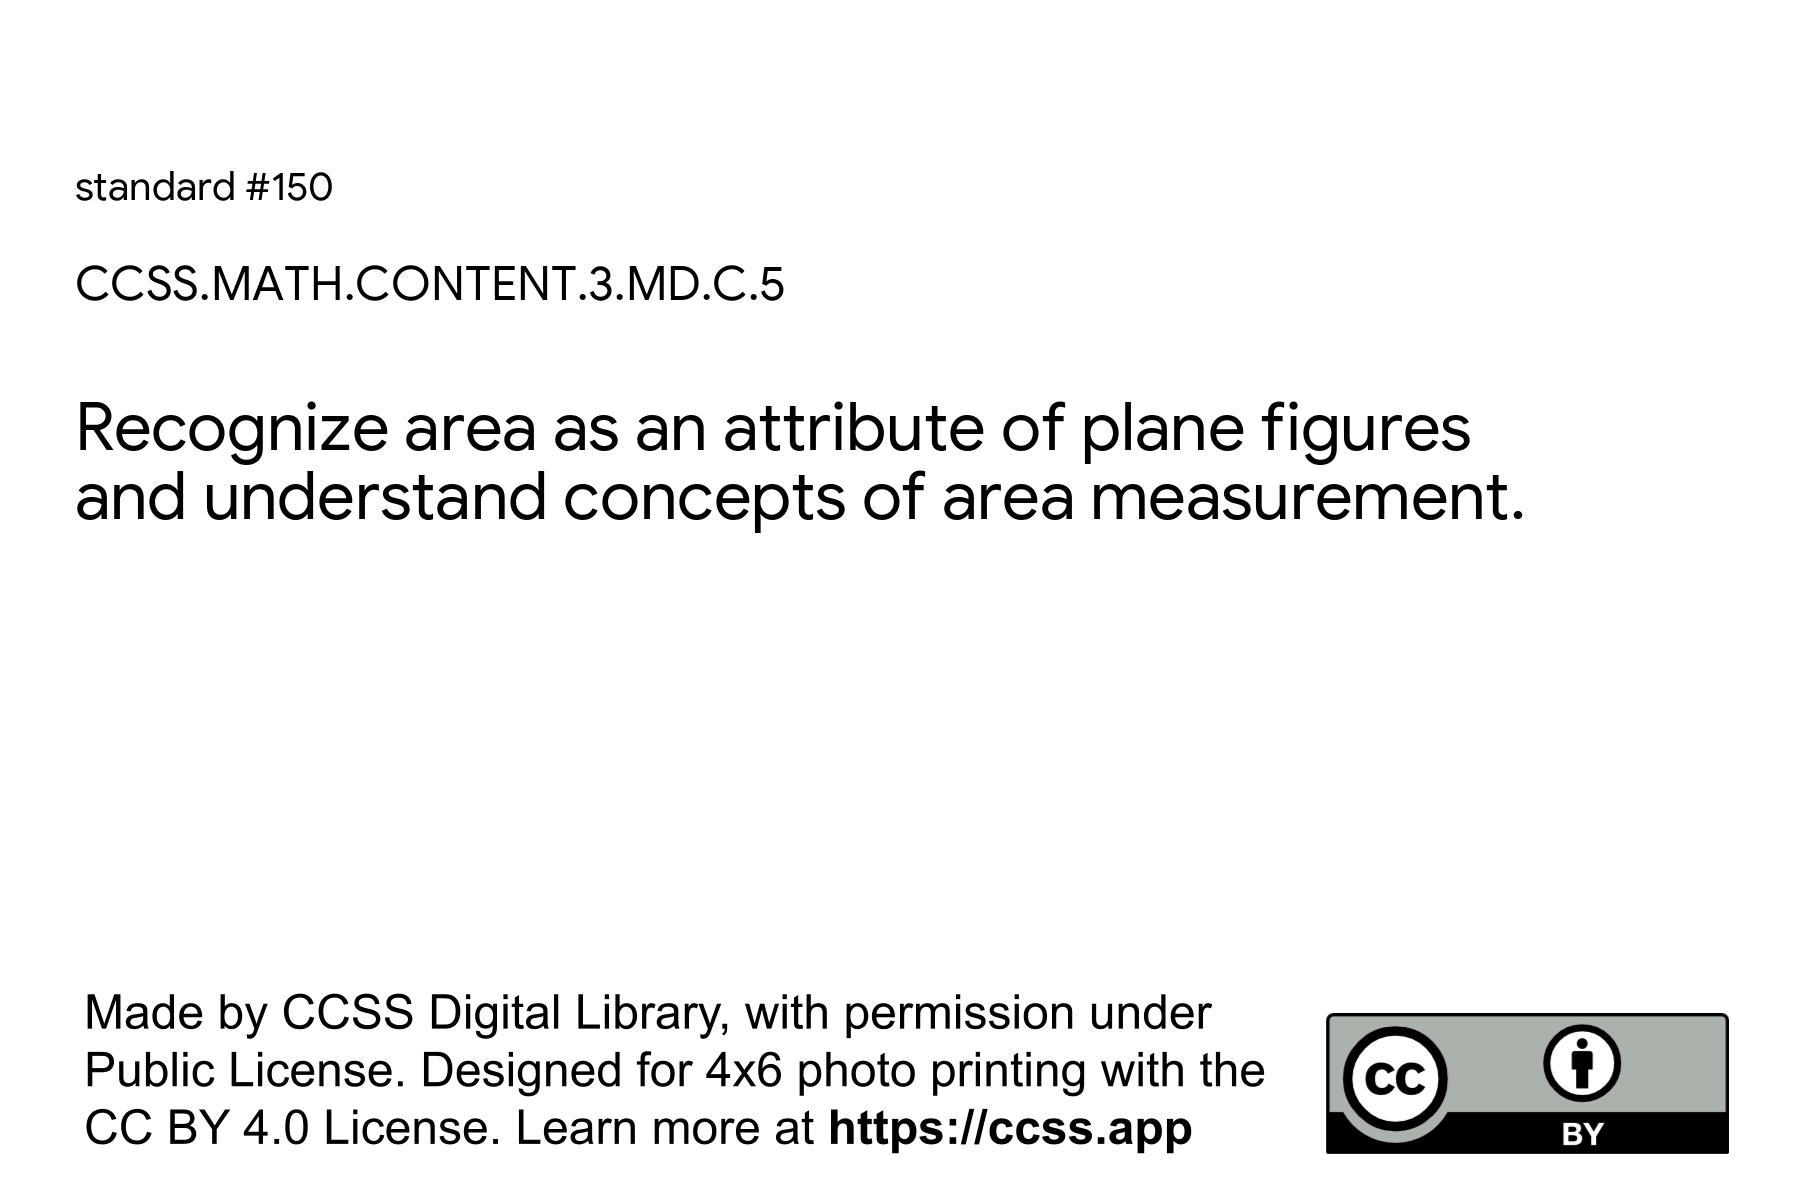 standard #150
CCSS.MATH.CONTENT.3.MD.C.5
Recognize area as an attribute of plane figures
and understand concepts of area measurement.
Made by CCSS Digital Library, with permission under
Public License. Designed for 4x6 photo printing with the
CC BY 4.0 License. Learn more at https://ccss.app
CC
BY